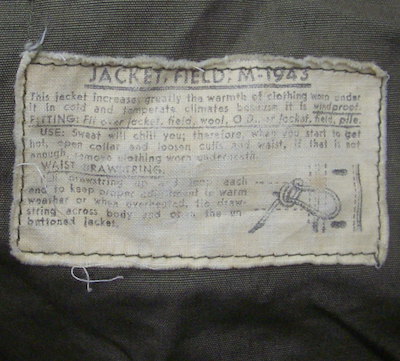 JACKET, FIELD, M-1943
This jacket increases greatly the warmth of clothing worn under
it in cold and temperate climates because it is windproof.
FITTING: Fit over jacket, field, wool, O.D., or jacket, field, pile.
USE: Sweat will chill you; therefore, when you start to get
hot, open collar and loosen cuffs and waist, if that is not
enough, remove clothing worn underneath.
WAIST DRAWSTRING.
drawstring up loop each
end to keep proper warm
weather or when overheated, tie draw-
string across body and open the un-
buttoned jacket.